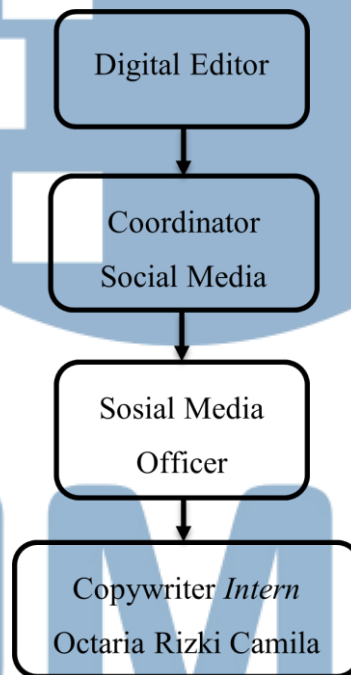 Digital Editor
Coordinator
Social Media
Sosial Media
Officer
Copywriter Intern
Octaria Rizki Camila